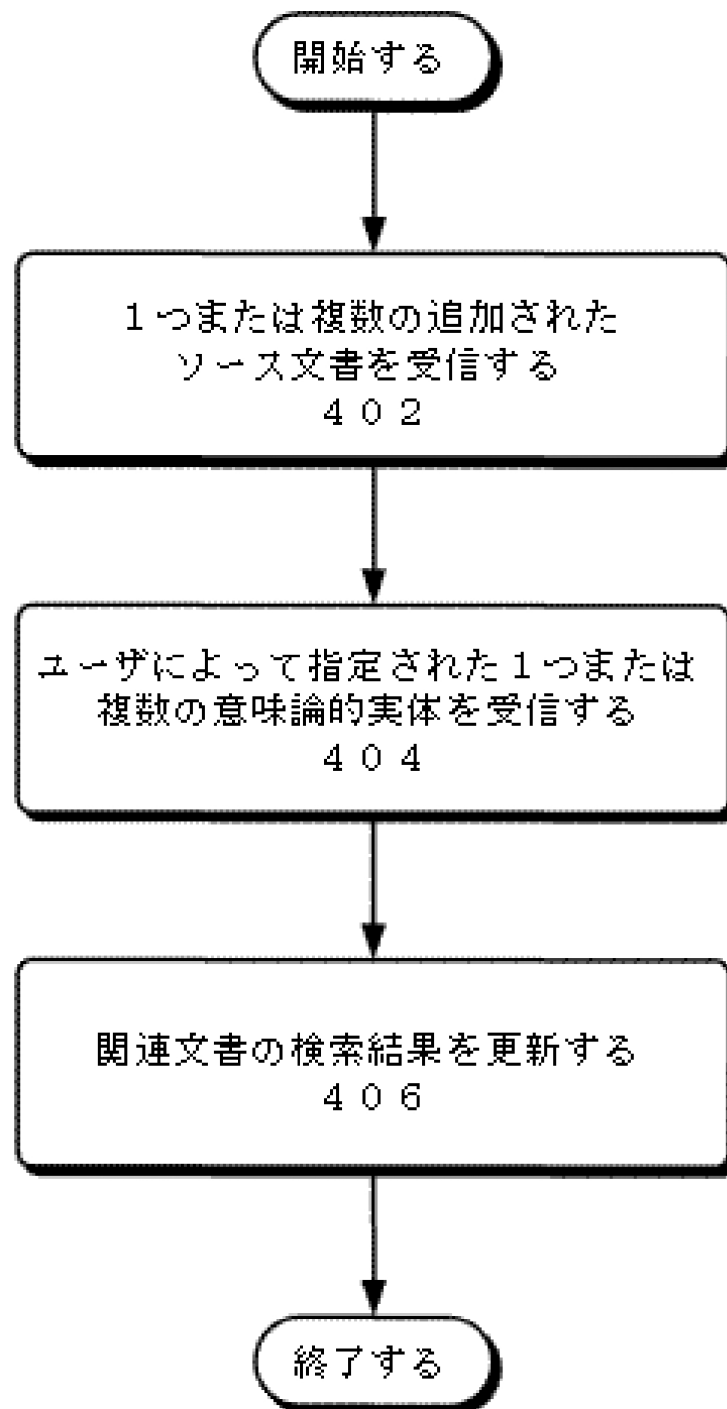 開始する
１つまたは複数の追加された
ソース文書を受信する
４０２
ユーザによって指定された１つまたは
複数の意味論的実体を受信する
４０４
関連文書の検索結果を更新する
４０６
終了する